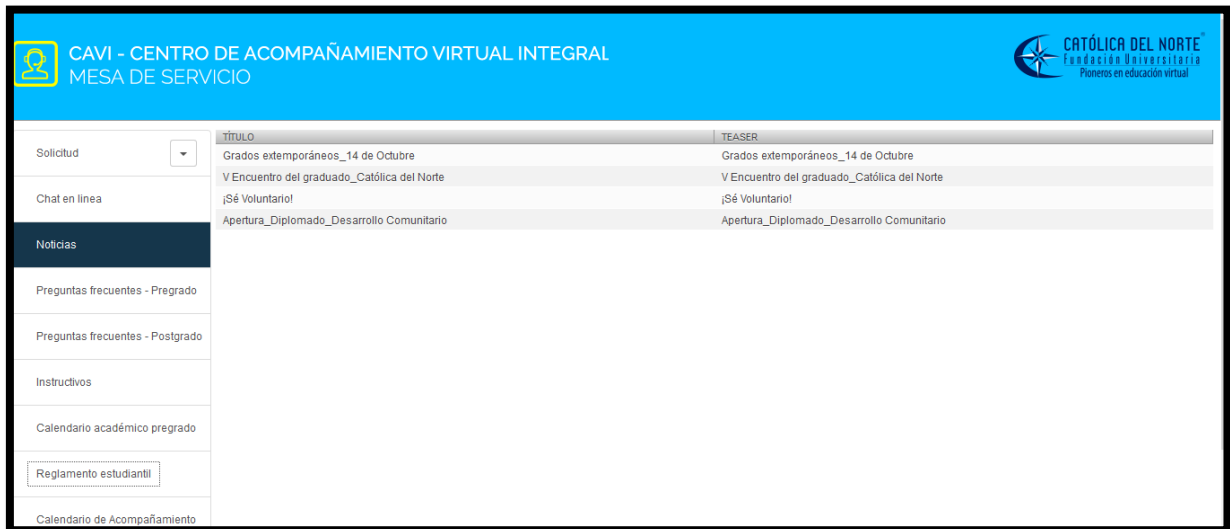 CAVI - CENTRO DE ACOMPAÑAMIENTO VIRTUAL INTEGRAL
MESA DE SERVICIO
CATÓLICA DEL NORTE®
Fundación Universitaria
Pioneros en educación virtual
Solicitud
Chat en linea
Noticias
Preguntas frecuentes - Pregrado
Preguntas frecuentes - Postgrado
Instructivos
Calendario académico pregrado
Reglamento estudiantil
Calendario de Acompañamiento
TÍTULO TEASER
Grados extemporáneos_14 de Octubre Grados extemporáneos_14 de Octubre
V Encuentro del graduado_Católica del Norte V Encuentro del graduado_Católica del Norte
¡Sé Voluntario! ¡Sé Voluntario!
Apertura_Diplomado_Desarrollo Comunitario Apertura_Diplomado_Desarrollo Comunitario